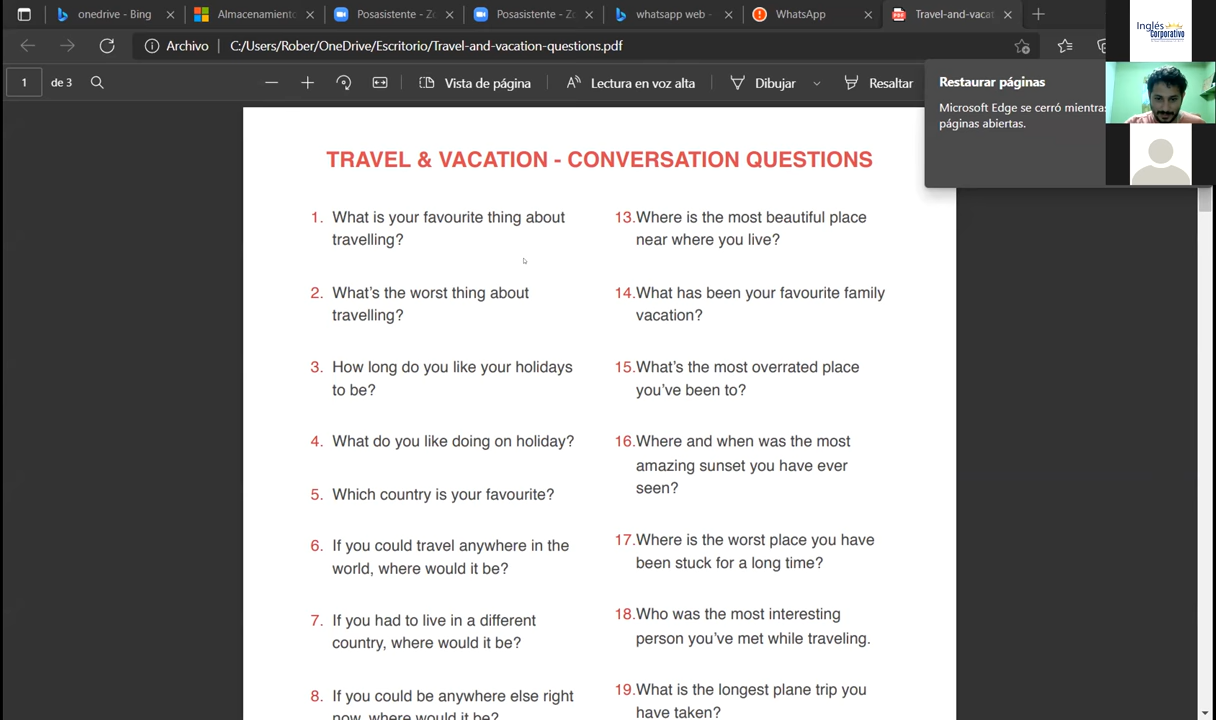 onedrive - Bing
Almacenamiento
Posasistente - Zo
Posasistente - Zo
whatsapp web -
WhatsApp
Travel-and-vacat
Archivo
C:/Users/Rober/OneDrive/Escritorio/Travel-and-vacation-questions.pdf
1 de 3
Vista de página
Lectura en voz alta
Dibujar
Resaltar
Inglés
Corporativo
Restaurar páginas
Microsoft Edge se cerró mientras
páginas abiertas.
TRAVEL & VACATION - CONVERSATION QUESTIONS
1. What is your favourite thing about
travelling?
2. What's the worst thing about
travelling?
3. How long do you like your holidays
to be?
4. What do you like doing on holiday?
5. Which country is your favourite?
6. If you could travel anywhere in the
world, where would it be?
7. If you had to live in a different
country, where would it be?
8. If you could be anywhere else right
now, where would it be?
13.Where is the most beautiful place
near where you live?
14.What has been your favourite family
vacation?
15.What's the most overrated place
you've been to?
16.Where and when was the most
amazing sunset you have ever
seen?
17.Where is the worst place you have
been stuck for a long time?
18.Who was the most interesting
person you've met while traveling.
19.What is the longest plane trip you
have taken?